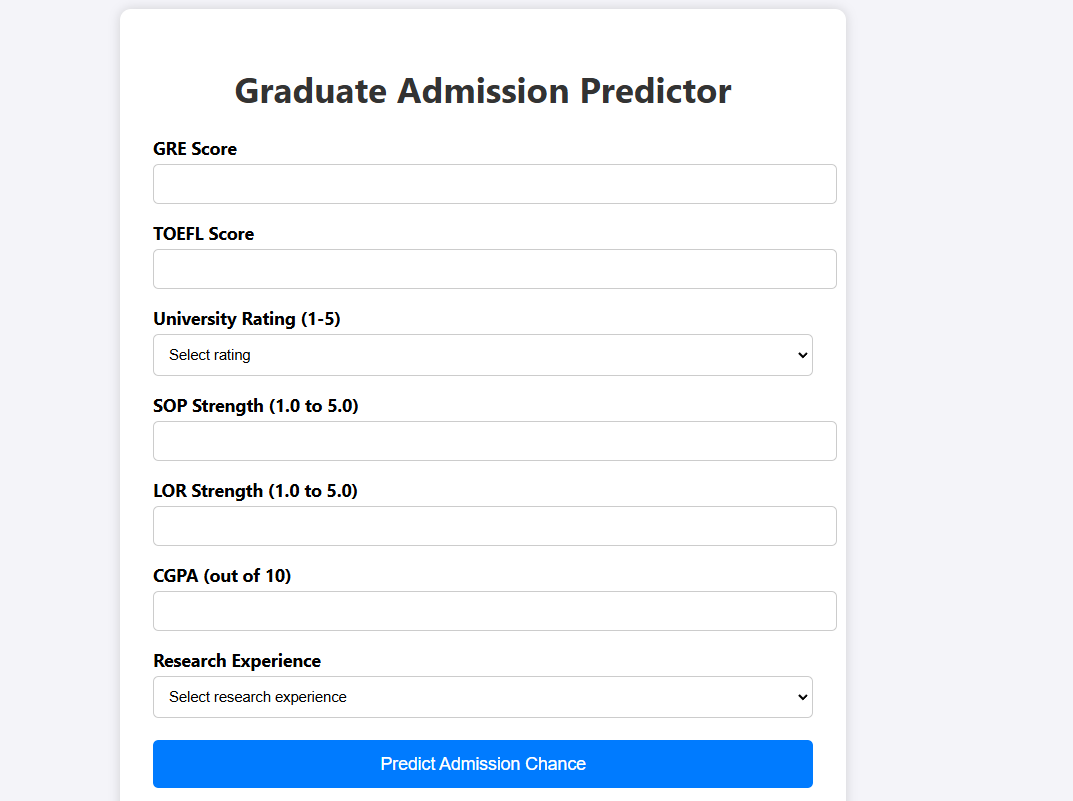 Graduate Admission Predictor
GRE Score
TOEFL Score
University Rating (1-5)
Select rating
SOP Strength (1.0 to 5.0)
LOR Strength (1.0 to 5.0)
CGPA (out of 10)
Research Experience
Select research experience
Predict Admission Chance